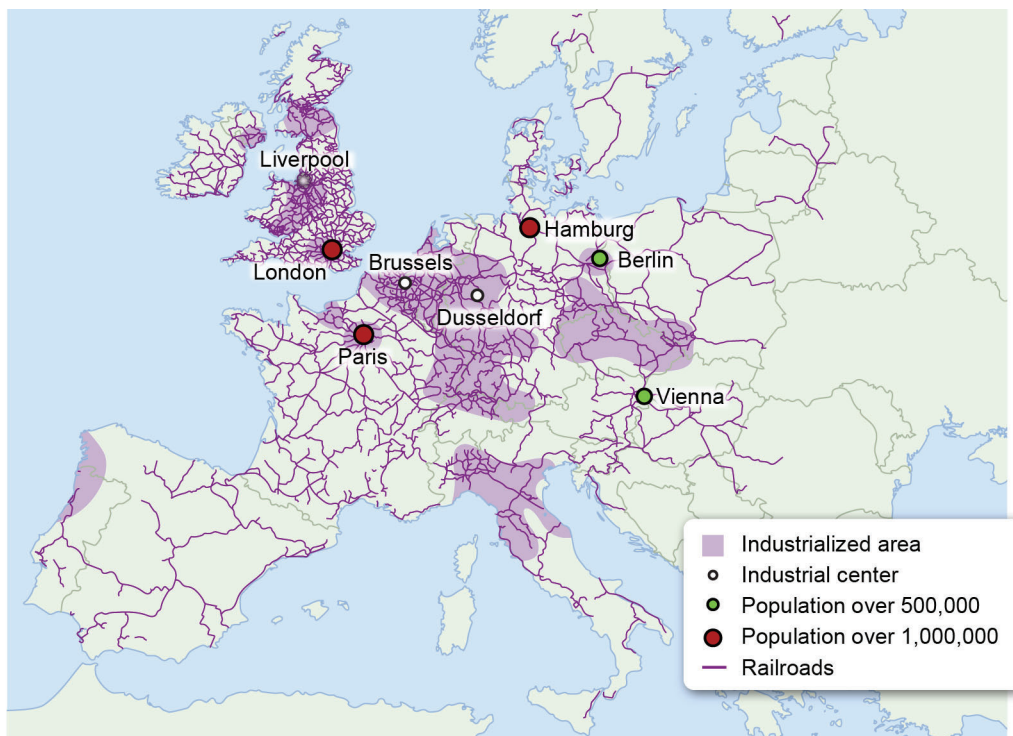 Liverpool
London
Brussels
Dusseldorf
Paris
Hamburg
Berlin
Vienna
Industrialized area
Industrial center
Population over 500,000
Population over 1,000,000
Railroads